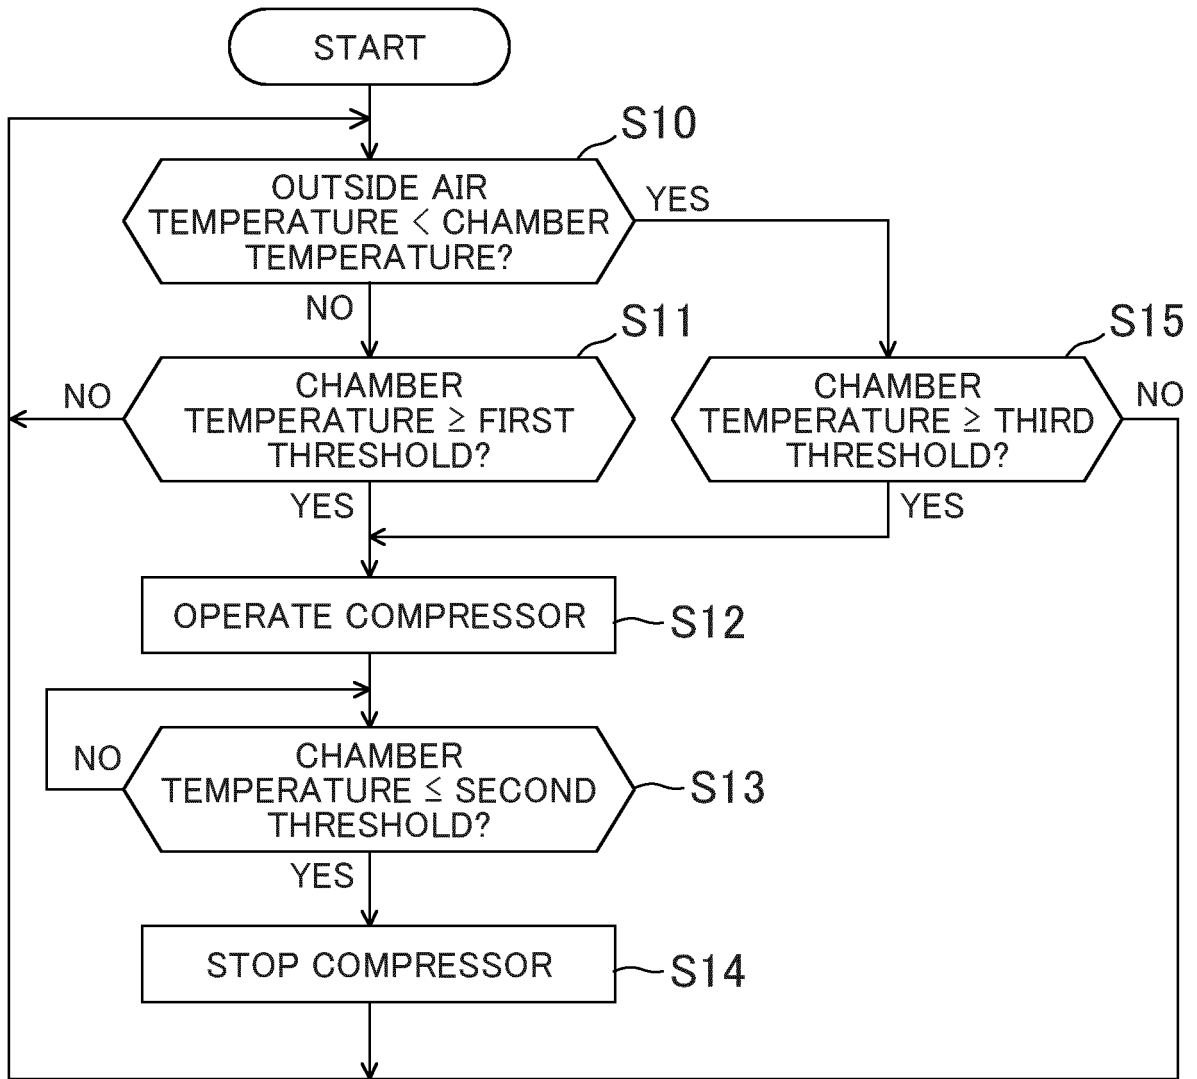 START
S10
OUTSIDE AIR
TEMPERATURE < CHAMBER
TEMPERATURE?
YES
NO
S11
S15
CHAMBER
TEMPERATURE ≥ FIRST
THRESHOLD?
NO
YES
CHAMBER
TEMPERATURE ≥ THIRD
THRESHOLD?
NO
YES
OPERATE COMPRESSOR
S12
CHAMBER
TEMPERATURE ≤ SECOND
THRESHOLD?
NO
S13
YES
STOP COMPRESSOR
S14